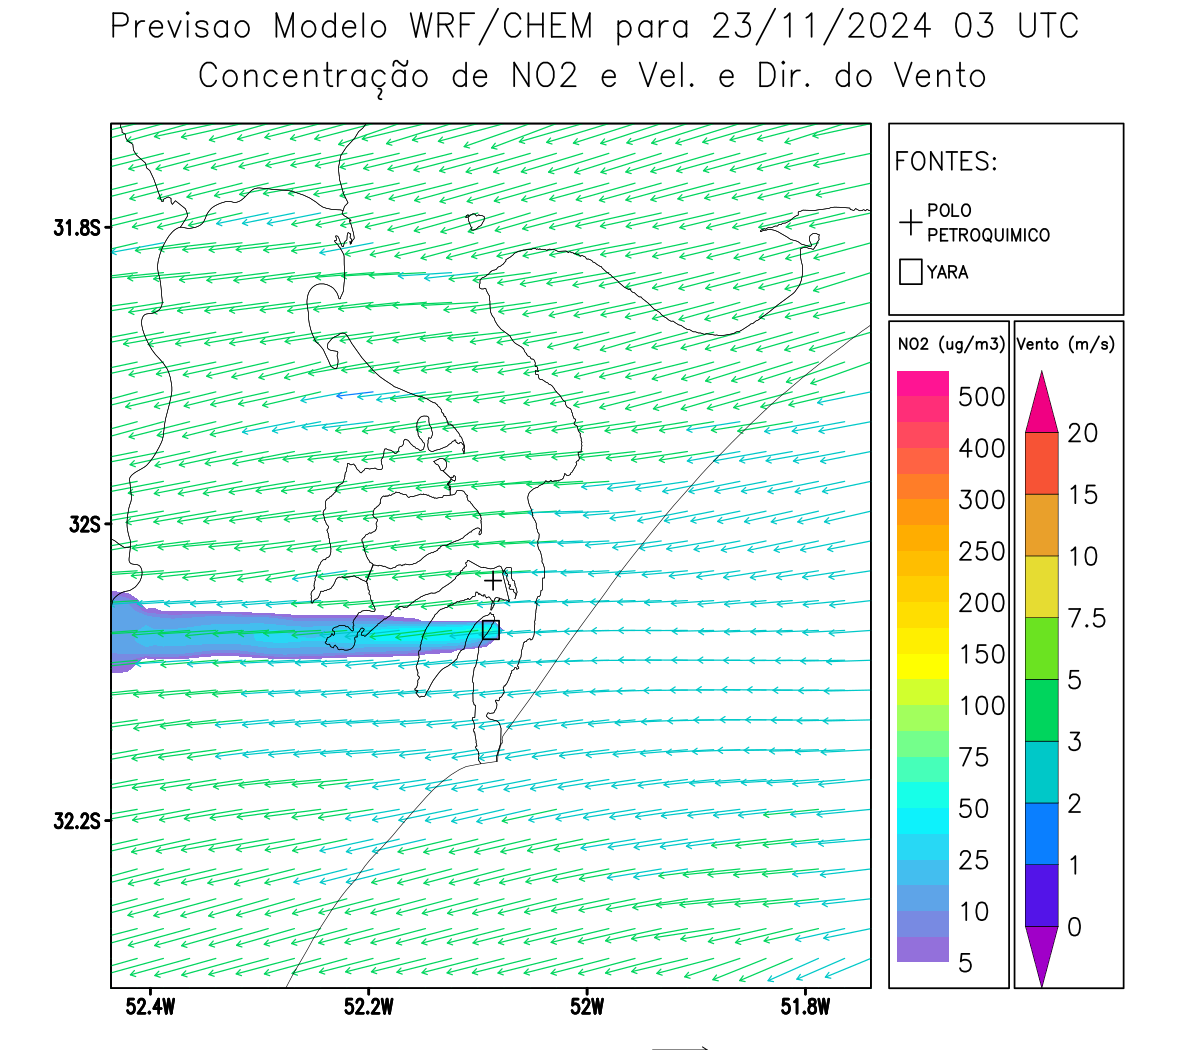 Previsao Modelo WRF/CHEM para 23/11/2024 03 UTC
Concentração de NO2 e Vel. e Dir. do Vento
FONTES:
POLO
PETROQUIMICO
YARA
NO2 (ug/m3)
500
400
300
250
200
150
100
75
50
25
10
5
Vento (m/s)
20
15
10
7.5
5
3
2
1
0
31.8S
32S
32.2S
52.4W
52.2W
52W
51.8W